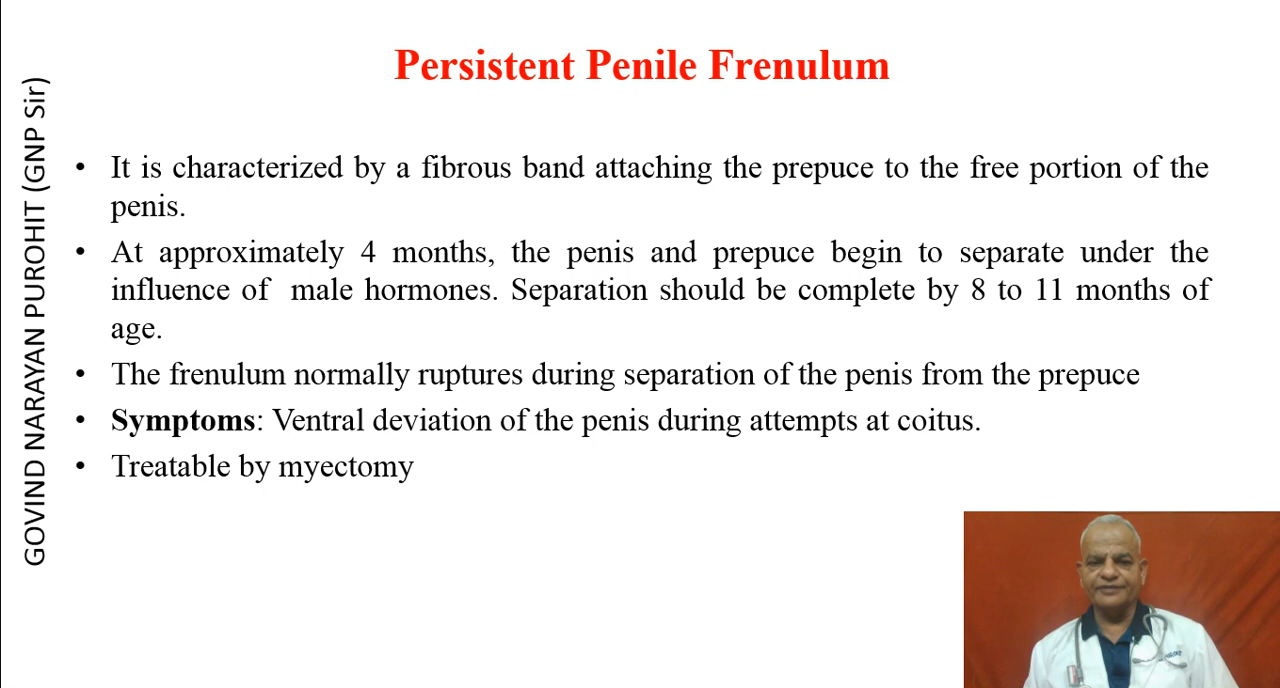 Persistent Penile Frenulum
GOVIND NARAYAN PUROHIT (GNP Sir)
• It is characterized by a fibrous band attaching the prepuce to the free portion of the
penis.
• At approximately 4 months, the penis and prepuce begin to separate under the
influence of male hormones. Separation should be complete by 8 to 11 months of
age.
• The frenulum normally ruptures during separation of the penis from the prepuce
• Symptoms: Ventral deviation of the penis during attempts at coitus.
• Treatable by myectomy